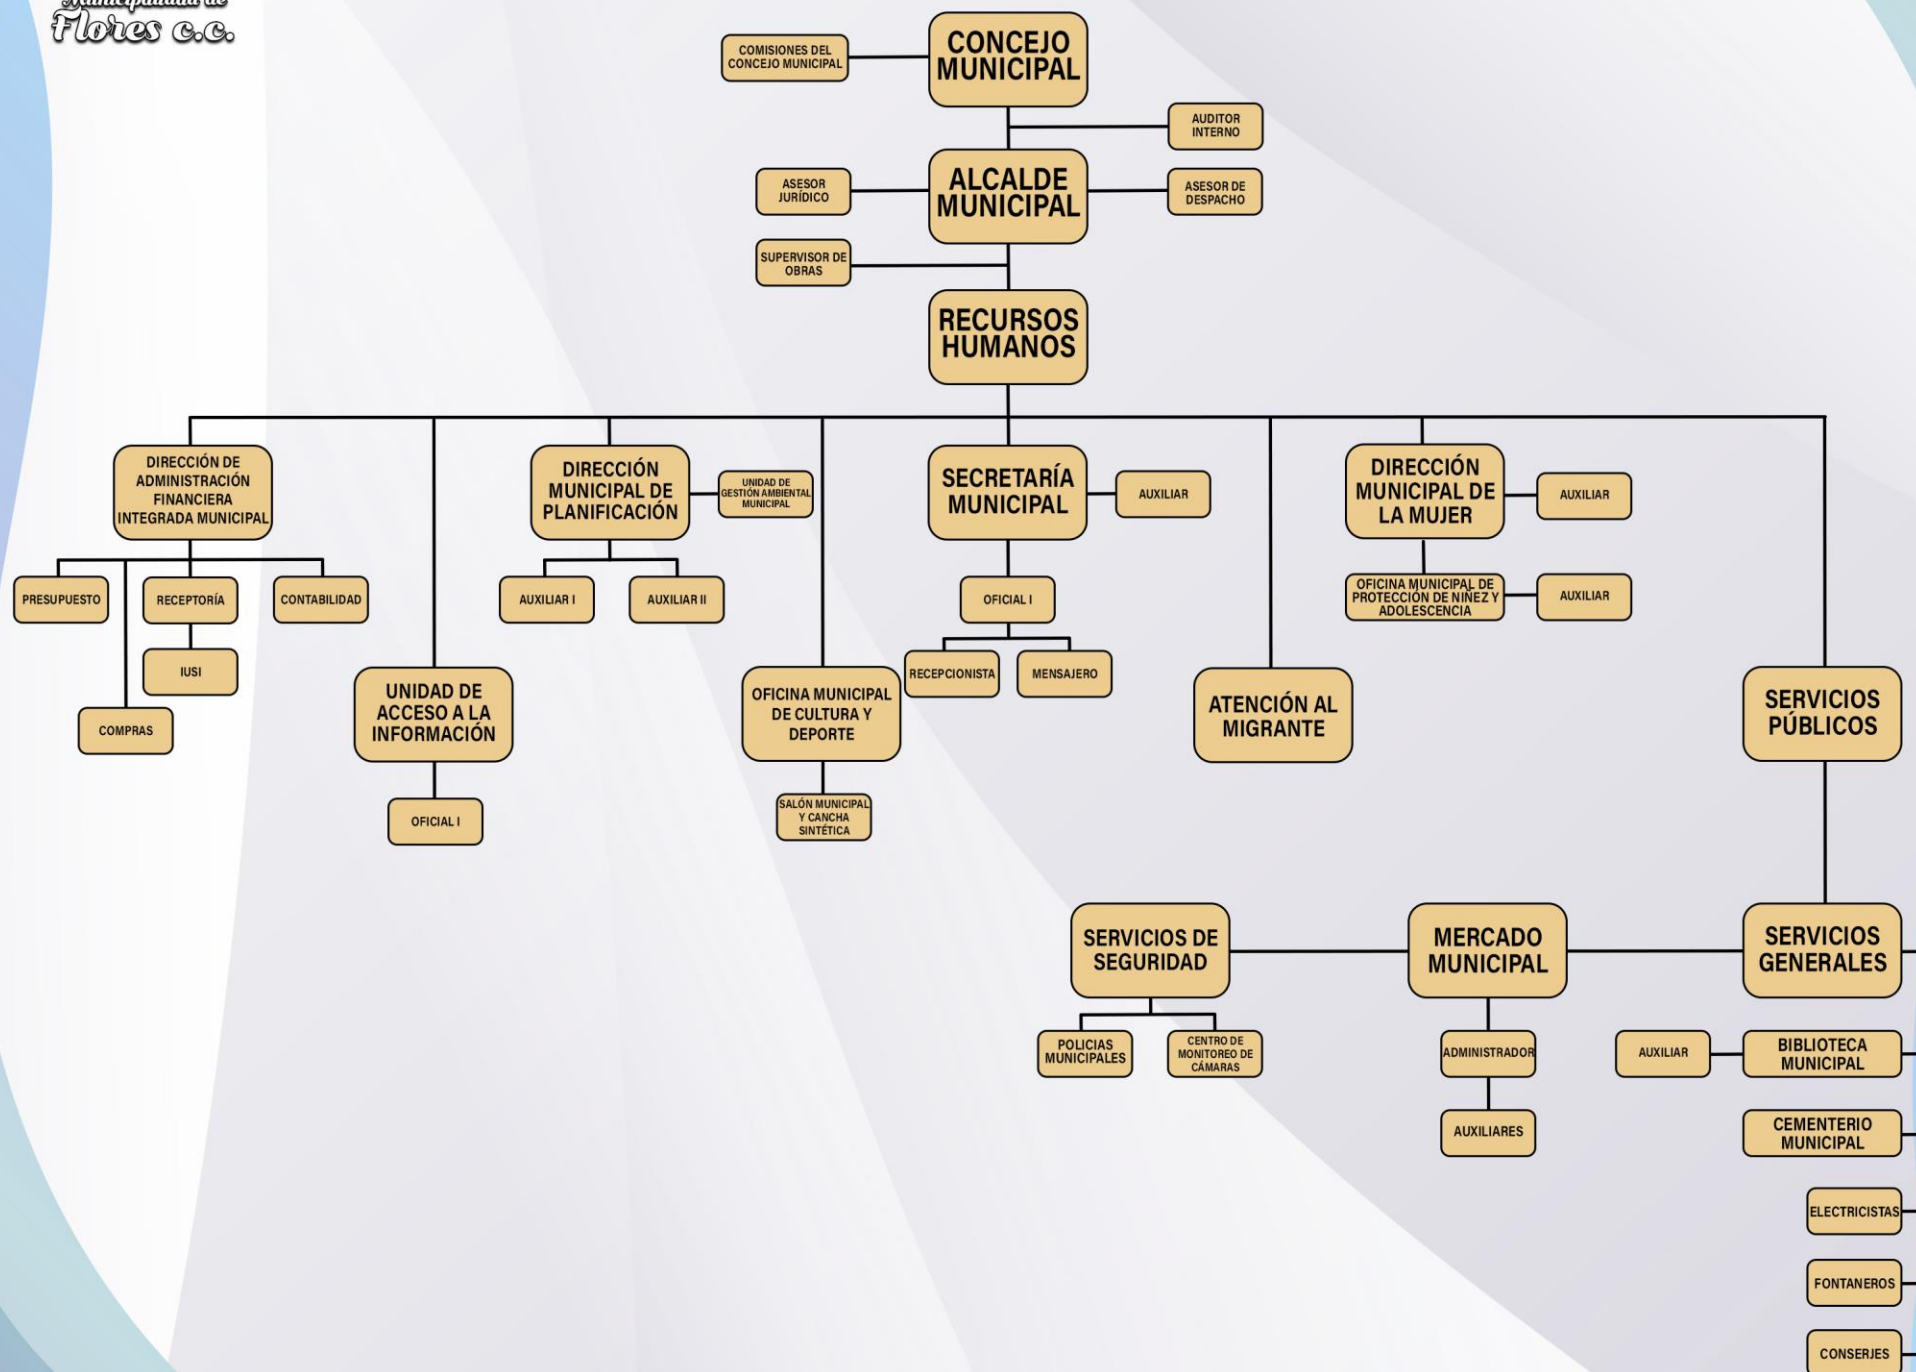 Municipalidad de
Flores c.c.
CONCEJO
MUNICIPAL
COMISIONES DEL
CONCEJO MUNICIPAL
AUDITOR
INTERNO
ALCALDE
MUNICIPAL
ASESOR
JURÍDICO
ASESOR DE
DESPACHO
SUPERVISOR DE
OBRAS
RECURSOS
HUMANOS
DIRECCIÓN DE
ADMINISTRACIÓN
FINANCIERA
INTEGRADA MUNICIPAL
DIRECCIÓN
MUNICIPAL DE
PLANIFICACIÓN
UNIDAD DE
GESTIÓN AMBIENTAL
MUNICIPAL
SECRETARÍA
MUNICIPAL
AUXILIAR
DIRECCIÓN
MUNICIPAL DE
LA MUJER
AUXILIAR
PRESUPUESTO
RECEPTORÍA
CONTABILIDAD
AUXILIAR I
AUXILIAR II
OFICIAL I
OFICINA MUNICIPAL DE
PROTECCIÓN DE NIÑEZ Y
ADOLESCENCIA
AUXILIAR
IUSI
RECEPCIONISTA
MENSAJERO
COMPRAS
UNIDAD DE
ACCESO A LA
INFORMACIÓN
OFICINA MUNICIPAL
DE CULTURA Y
DEPORTE
ATENCIÓN AL
MIGRANTE
SERVICIOS
PÚBLICOS
OFICIAL I
SALÓN MUNICIPAL
Y CANCHA
SINTÉTICA
SERVICIOS DE
SEGURIDAD
MERCADO
MUNICIPAL
SERVICIOS
GENERALES
POLICIAS
MUNICIPALES
CENTRO DE
MONITOREO DE
CÁMARAS
ADMINISTRADOR
AUXILIAR
BIBLIOTECA
MUNICIPAL
AUXILIARES
CEMENTERIO
MUNICIPAL
ELECTRICISTAS
FONTANEROS
CONSERJES